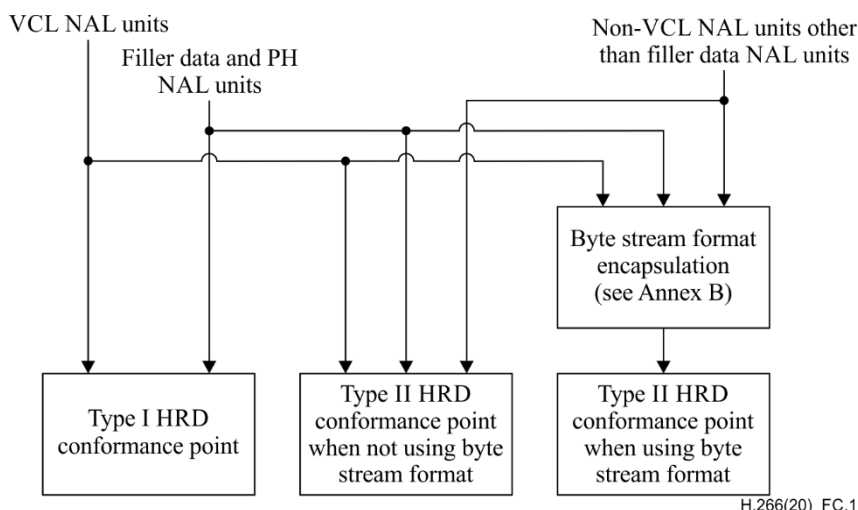 VCL NAL units
Filler data and PH
NAL units
Non-VCL NAL units other
than filler data NAL units
Byte stream format
encapsulation
(see Annex B)
Type I HRD
conformance point
Type II HRD
conformance point
when not using byte
stream format
Type II HRD
conformance point
when using byte
stream format
H.266(20)_FC.1